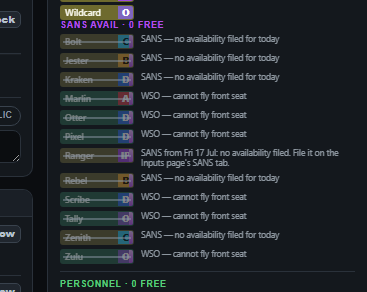 Wildcard O
SANS AVAIL · 0 FREE
Bolt C SANS — no availability filed for today
Jester B SANS — no availability filed for today
Kraken D SANS — no availability filed for today
Marlin A WSO — cannot fly front seat
Otter D WSO — cannot fly front seat
Pixel D WSO — cannot fly front seat
Ranger IP SANS from Fri 17 Jul: no availability filed. File it on the
Inputs page's SANS tab.
Rebel B SANS — no availability filed for today
Scribe D WSO — cannot fly front seat
Tally O WSO — cannot fly front seat
Zenith C SANS — no availability filed for today
Zulu O WSO — cannot fly front seat
PERSONNEL · 0 FREE